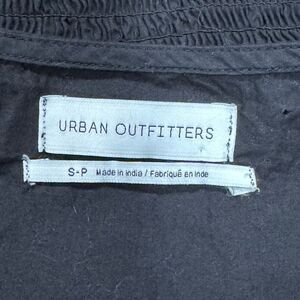 URBAN OUTFITTERS
S-P Made in India / Fabriqué en Inde